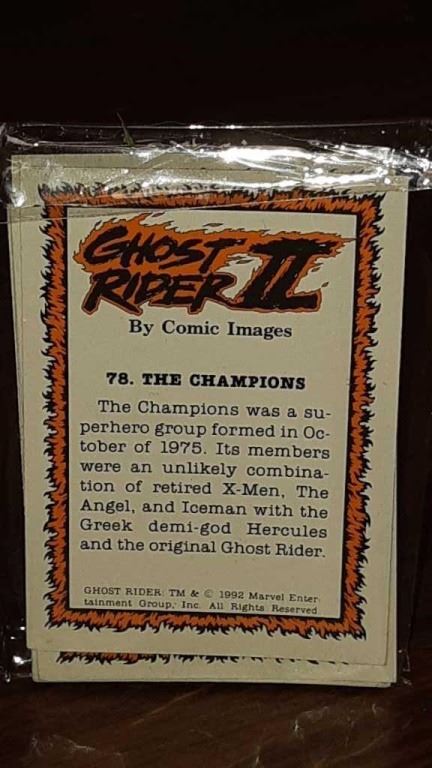 GHOST
RIDER II
By Comic Images
78. THE CHAMPIONS
The Champions was a su-
perhero group formed in Oc-
tober of 1975. Its members
were an unlikely combina-
tion of retired X-Men, The
Angel, and Iceman with the
Greek demi-god Hercules
and the original Ghost Rider.
GHOST RIDER: TM & © 1992 Marvel Enter-
tainment Group, Inc. All Rights Reserved